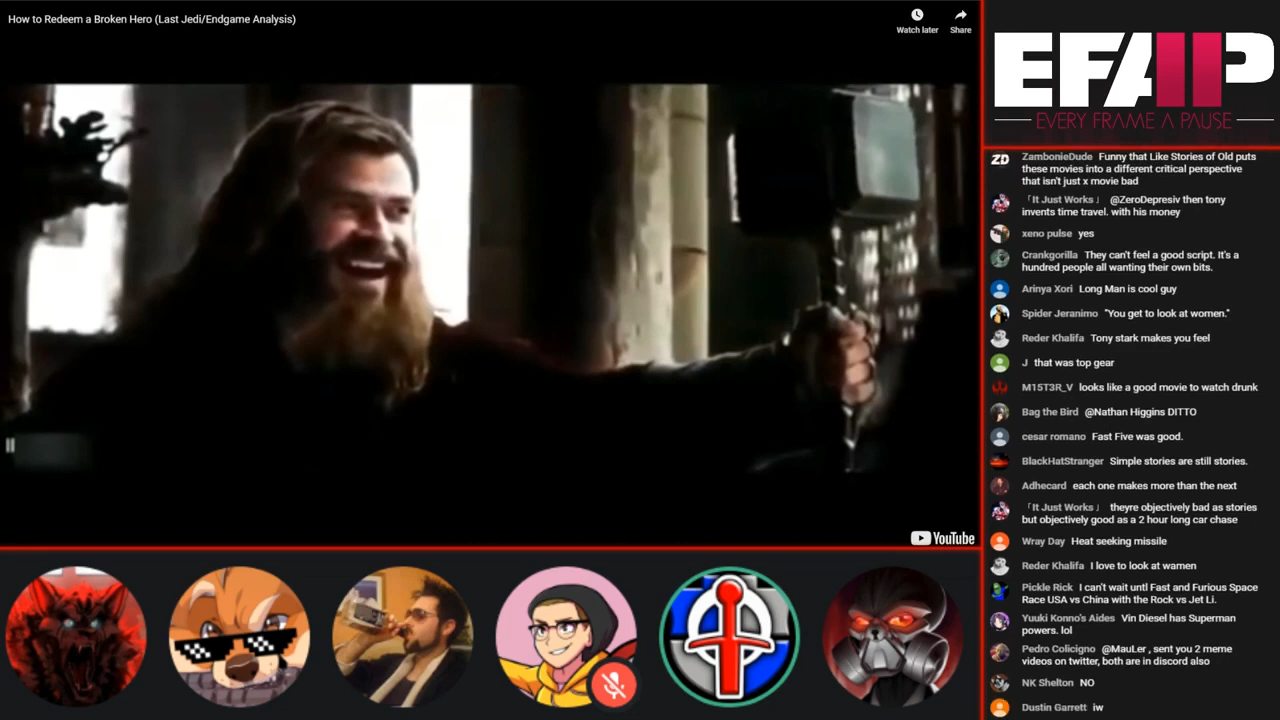 How to Redeem a Broken Hero (Last Jedi/Endgame Analysis)
Watch later
Share
YouTube
EFAP
EVERY FRAME A PAUSE
ZD
ZambonieDude Funny that Like Stories of Old puts
these movies into a different critical perspective
that isn't just x movie bad
「It Just Works」 @ZeroDepresiv then tony
invents time travel. with his money
xeno pulse yes
Crankgorilla They can't feel a good script. It's a
hundred people all wanting their own bits.
Arinya Xori Long Man is cool guy
Spider Jeranimo "You get to look at women."
Reder Khalifa Tony stark makes you feel
J that was top gear
M15T3R_V looks like a good movie to watch drunk
Bag the Bird @Nathan Higgins DITTO
cesar romano Fast Five was good.
BlackHatStranger Simple stories are still stories.
Adhecard each one makes more than the next
「It Just Works」 theyre objectively bad as stories
but objectively good as a 2 hour long car chase
Wray Day Heat seeking missile
Reder Khalifa I love to look at wamen
Pickle Rick I can't wait untl Fast and Furious Space
Race USA vs China with the Rock vs Jet Li.
Yuuki Konno's Aides Vin Diesel has Superman
powers. lol
Pedro Colicigno @MauLer , sent you 2 meme
videos on twitter, both are in discord also
NK Shelton NO
Dustin Garrett iw